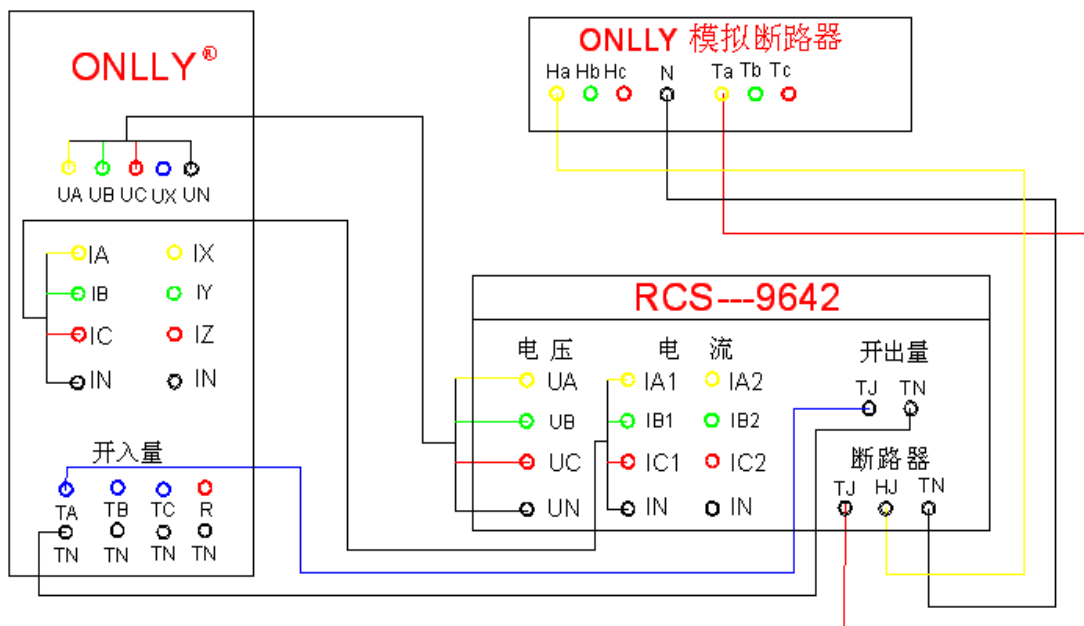 ONLLY®
UA UB UC UX UN
IA IX
IB IY
IC IZ
IN IN
开入量
TA TB TC R
TN TN TN TN
ONLLY 模拟断路器
Ha Hb Hc N Ta Tb Tc
RCS---9642
电压 电流 开出量
UA IA1 IA2 TJ TN
UB IB1 IB2
UC IC1 IC2 断路器
TJ HJ TN
UN IN IN